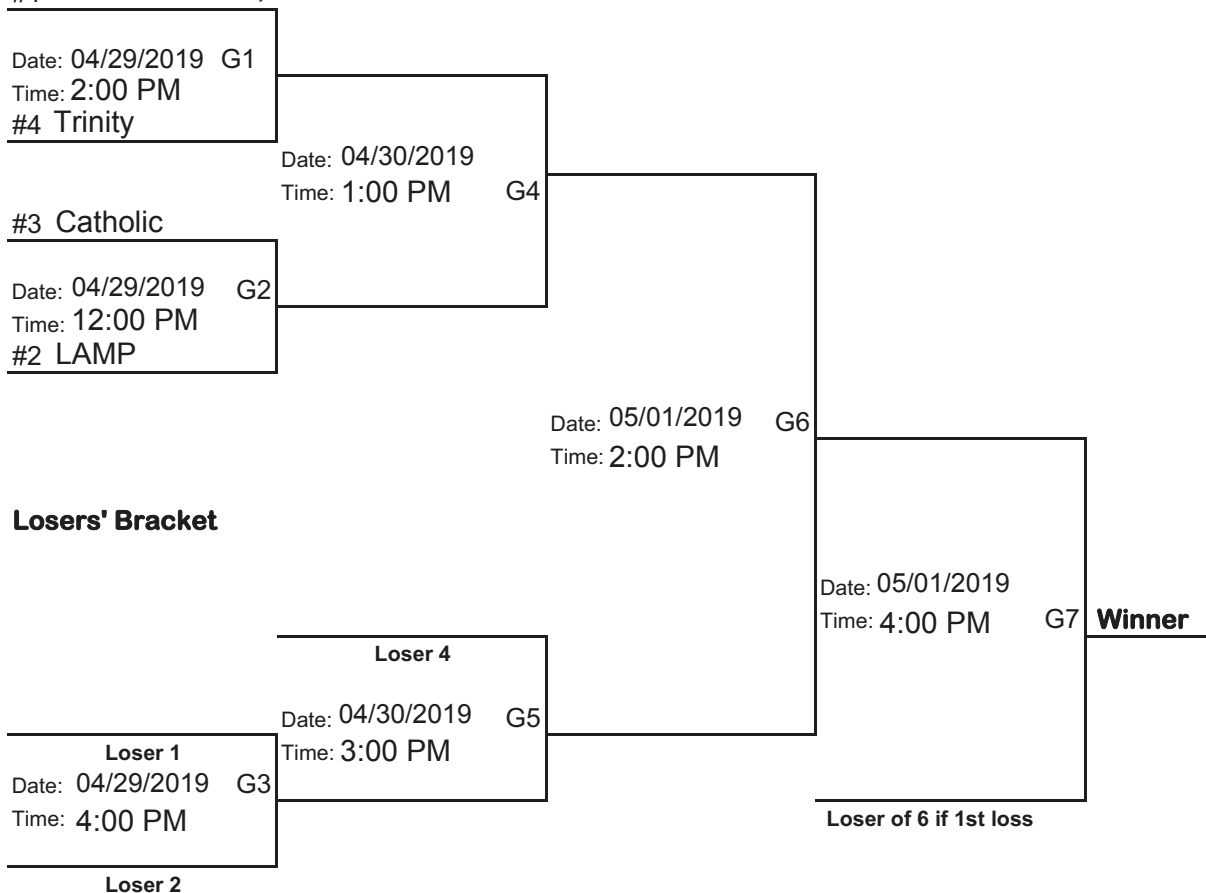 Date: 04/29/2019 G1
Time: 2:00 PM
#4 Trinity
Date: 04/30/2019
Time: 1:00 PM G4
#3 Catholic
Date: 04/29/2019 G2
Time: 12:00 PM
#2 LAMP
Date: 05/01/2019 G6
Time: 2:00 PM
Losers' Bracket
Date: 05/01/2019
Time: 4:00 PM G7 Winner
Loser 4
Date: 04/30/2019 G5
Time: 3:00 PM
Loser 1
Date: 04/29/2019 G3
Time: 4:00 PM
Loser of 6 if 1st loss
Loser 2